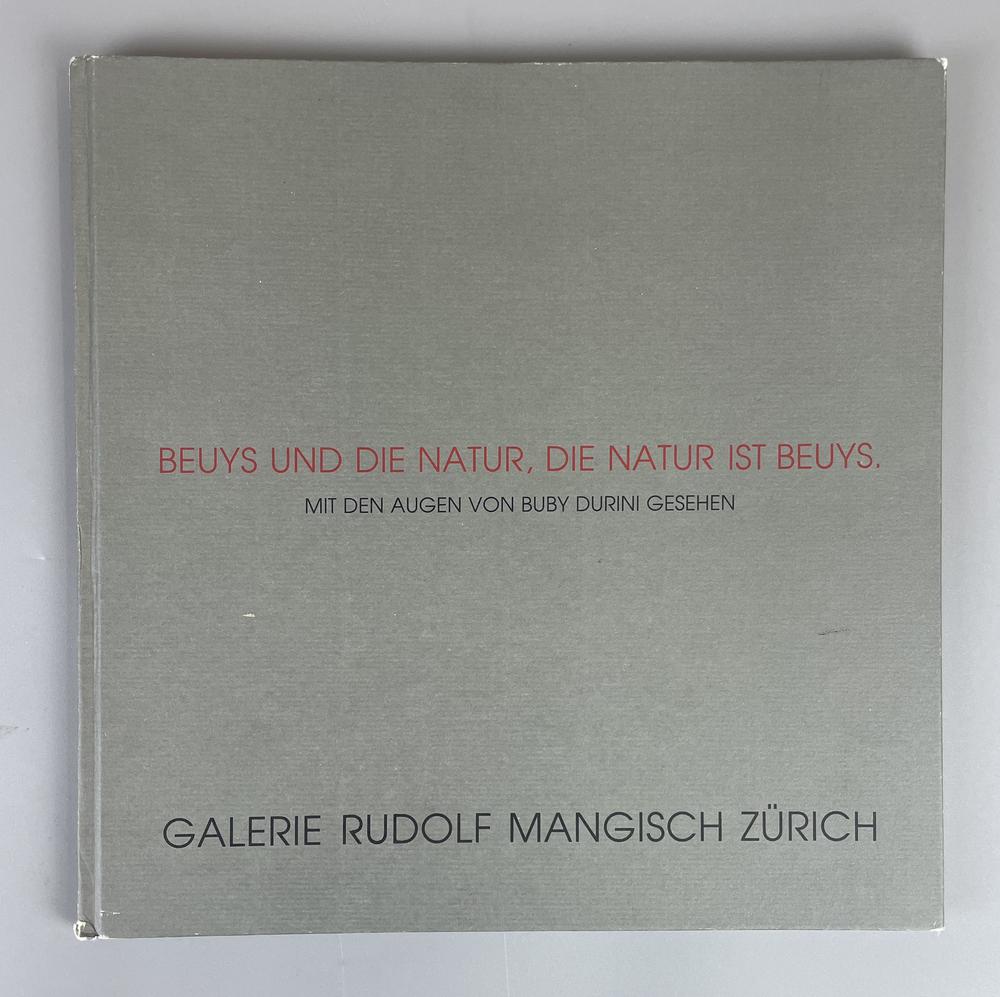 BEUYS UND DIE NATUR, DIE NATUR IST BEUYS.
MIT DEN AUGEN VON BUBY DURINI GESEHEN
GALERIE RUDOLF MANGISCH ZÜRICH